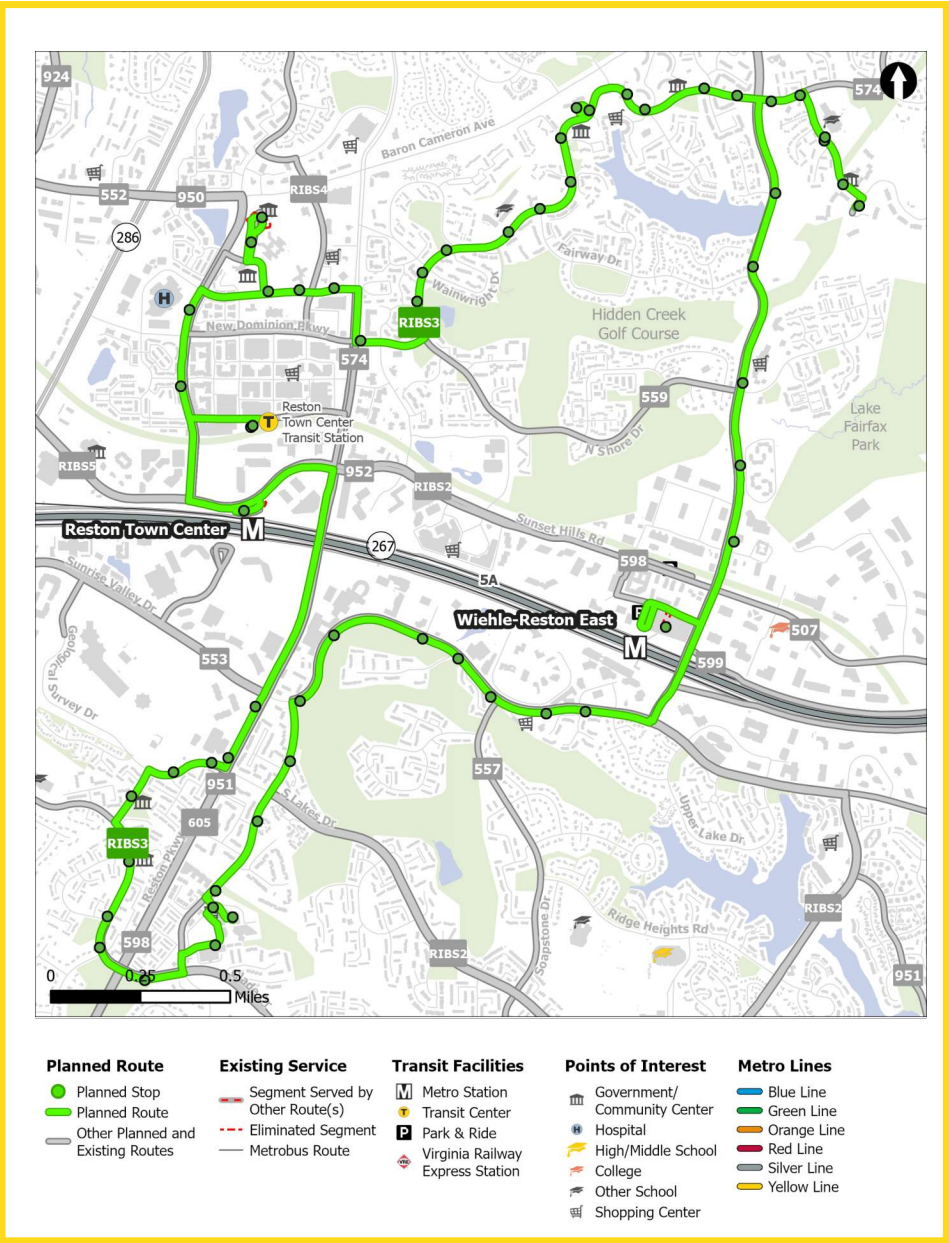 924
574
Baron Cameron Ave
RIBS4
552
950
286
H
Fairway Dr
Wainwright Dr
RIBS3
Hidden Creek
Golf Course
New Dominion Pkwy
574
559
Reston
Town Center
Transit Station
T
Lake
Fairfax
Park
N Shore Dr
RIBS5
952
RIBS2
Sunset Hills Rd
Reston Town Center
M
267
5A
598
P
Sunrise Valley Dr
Wiehle-Reston East
M
507
Geological Survey Dr
553
599
557
951
605
S Lakes Dr
Upper Lake Dr
RIBS3
Reston Pkwy
RIBS2
Soapstone Dr
Ridge Heights Rd
598
RIBS2
951
0
0.25
0.5
Miles
Planned Route
Planned Stop
Planned Route
Other Planned and
Existing Routes
Existing Service
Segment Served by
Other Route(s)
Eliminated Segment
Metrobus Route
Transit Facilities
M Metro Station
T Transit Center
P Park & Ride
VRE Virginia Railway
Express Station
Points of Interest
Government/
Community Center
H Hospital
High/Middle School
College
Other School
Shopping Center
Metro Lines
Blue Line
Green Line
Orange Line
Red Line
Silver Line
Yellow Line